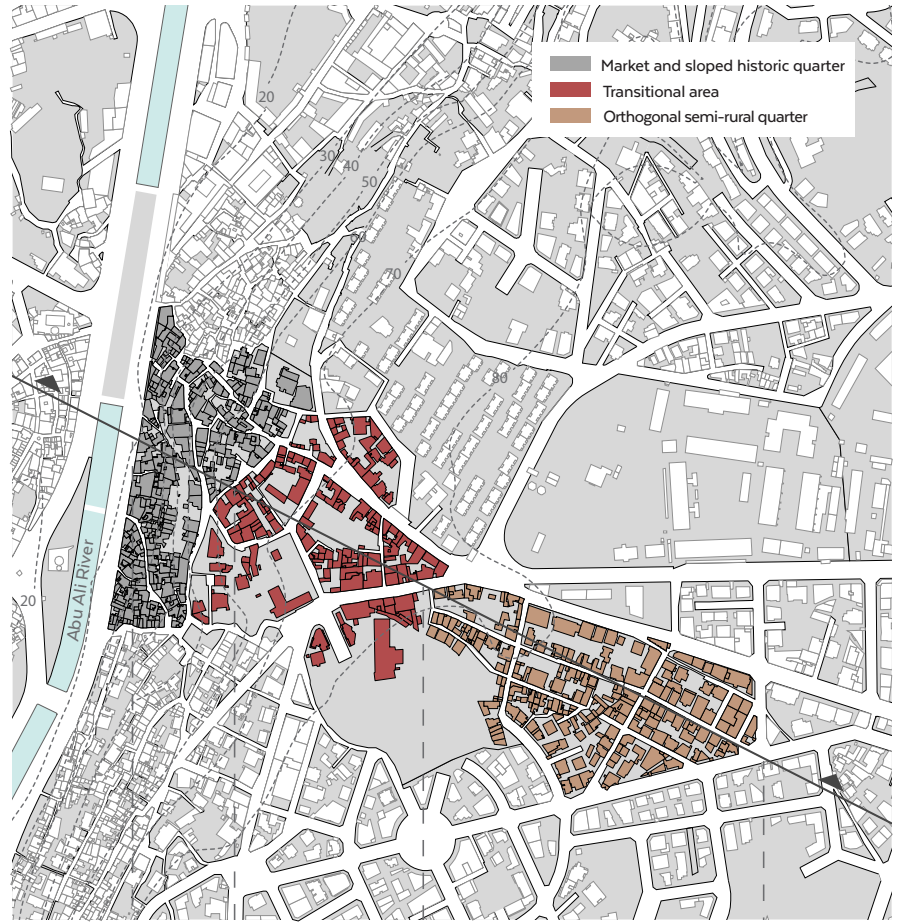 Market and sloped historic quarter
Transitional area
Orthogonal semi-rural quarter
20
30
40
50
60
70
80
Abu Ali River
20